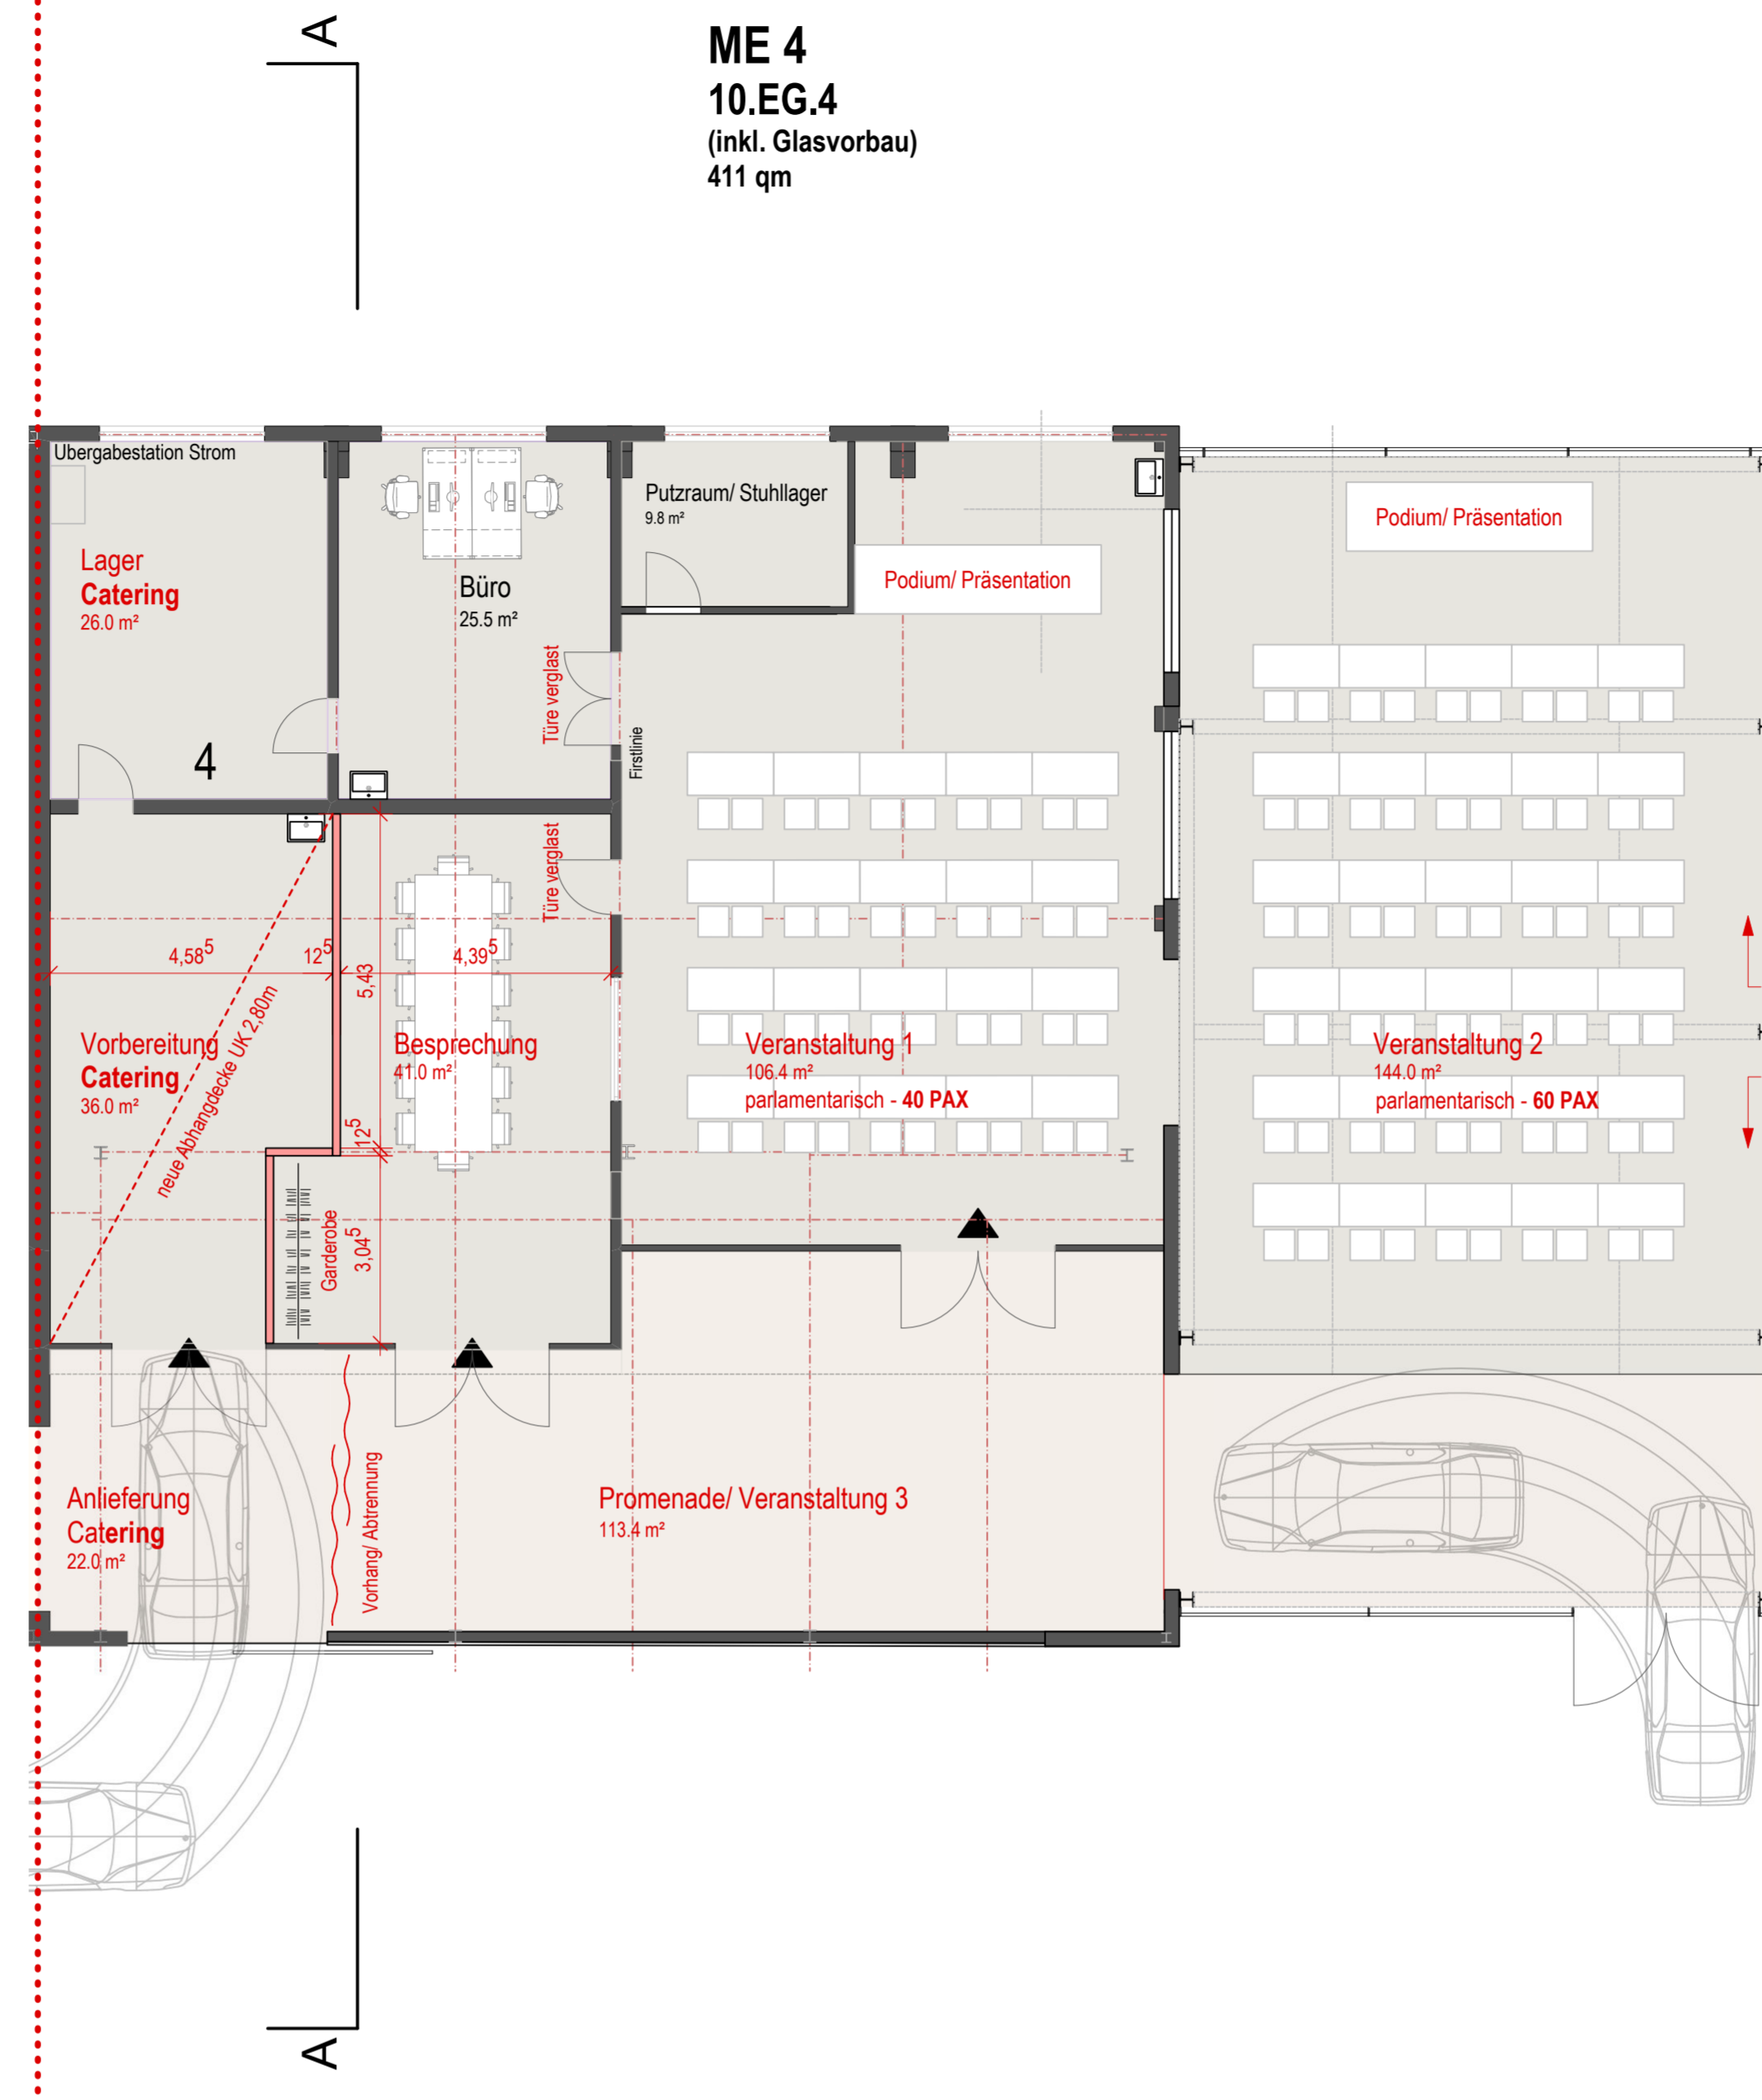 A
ME 4
10.EG.4
(inkl. Glasvorbau)
411 qm
Ubergabestation Strom
Lager
Catering
26.0 m²
4
Büro
25.5 m²
Türe verglast
Firstlinie
Putzraum/ Stuhllager
9.8 m²
Podium/ Präsentation
Podium/ Präsentation
Türe verglast
4,58⁵
12⁵
4,39⁵
5,43
neue Abhangdecke UK 2,80m
Vorbereitung
Catering
36.0 m²
Besprechung
41.0 m²
12⁵
Garderobe
3,04⁵
Veranstaltung 1
106.4 m²
parlamentarisch - 40 PAX
Veranstaltung 2
144.0 m²
parlamentarisch - 60 PAX
Anlieferung
Catering
22.0 m²
Vorhang/ Abtrennung
Promenade/ Veranstaltung 3
113.4 m²
A